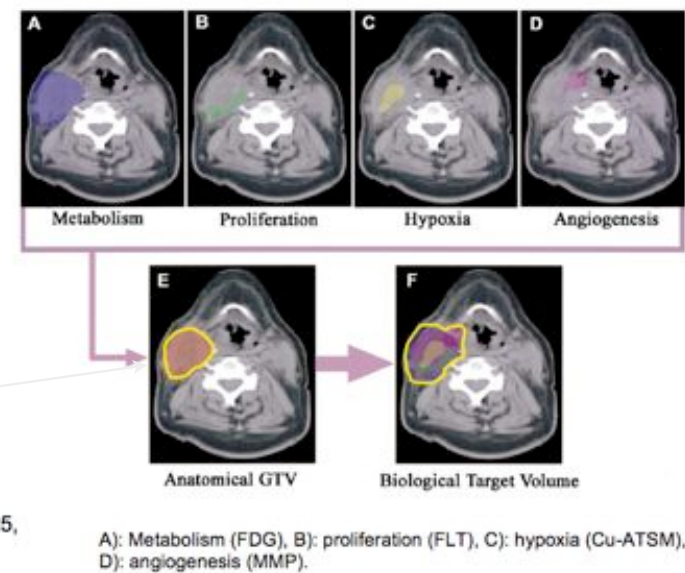 A B C D
Metabolism Proliferation Hypoxia Angiogenesis
E F
Anatomical GTV Biological Target Volume
5,
A): Metabolism (FDG), B): proliferation (FLT), C): hypoxia (Cu-ATSM),
D): angiogenesis (MMP).